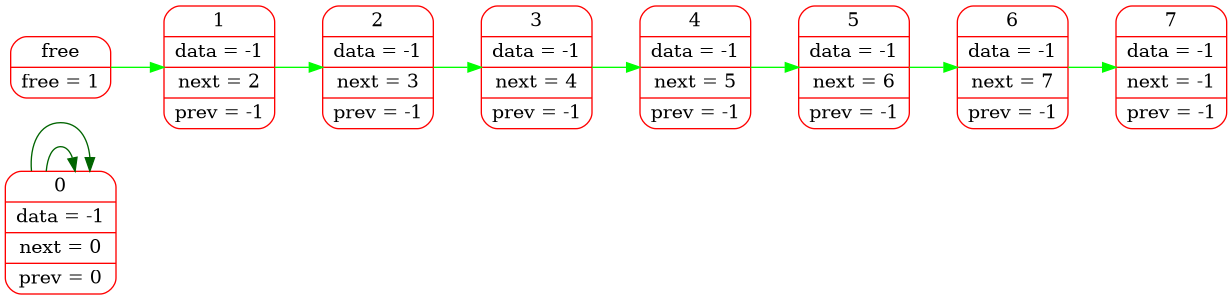 free
free = 1
1
data = -1
next = 2
prev = -1
2
data = -1
next = 3
prev = -1
3
data = -1
next = 4
prev = -1
4
data = -1
next = 5
prev = -1
5
data = -1
next = 6
prev = -1
6
data = -1
next = 7
prev = -1
7
data = -1
next = -1
prev = -1
0
data = -1
next = 0
prev = 0